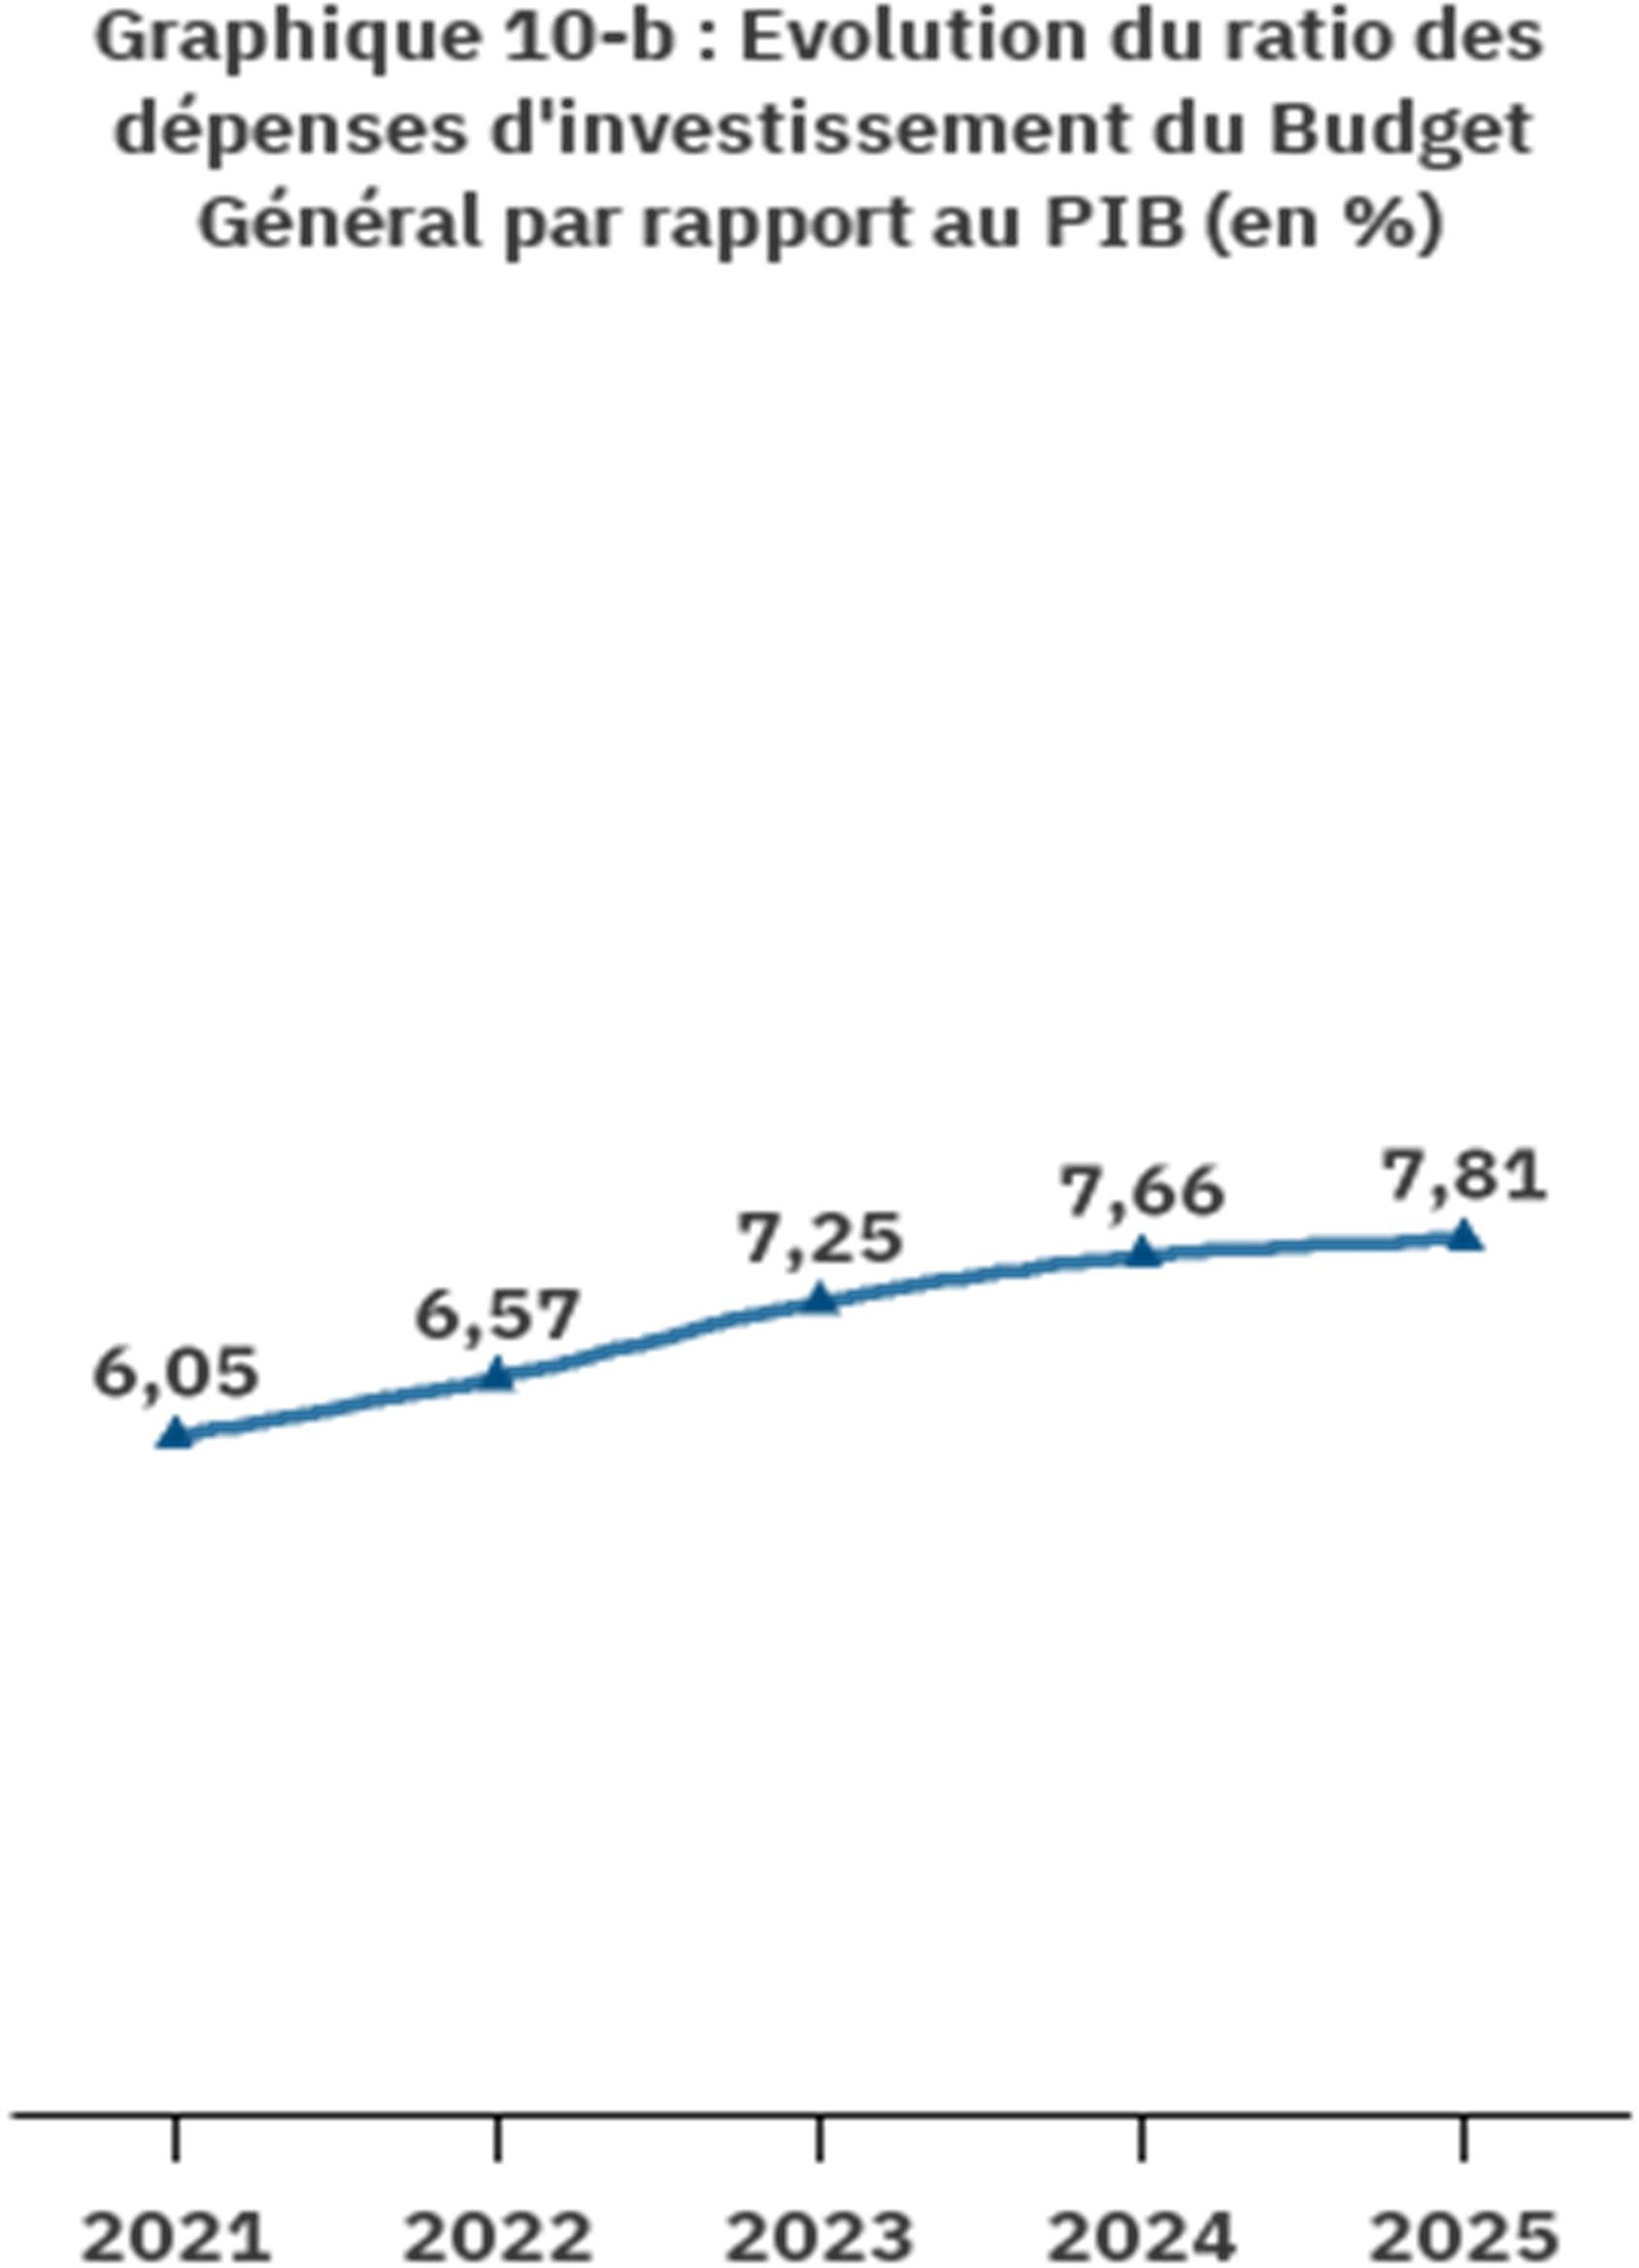 Graphique 10-b : Evolution du ratio des
dépenses d'investissement du Budget
Général par rapport au PIB (en %)
6,05
6,57
7,25
7,66
7,81
2021 2022 2023 2024 2025